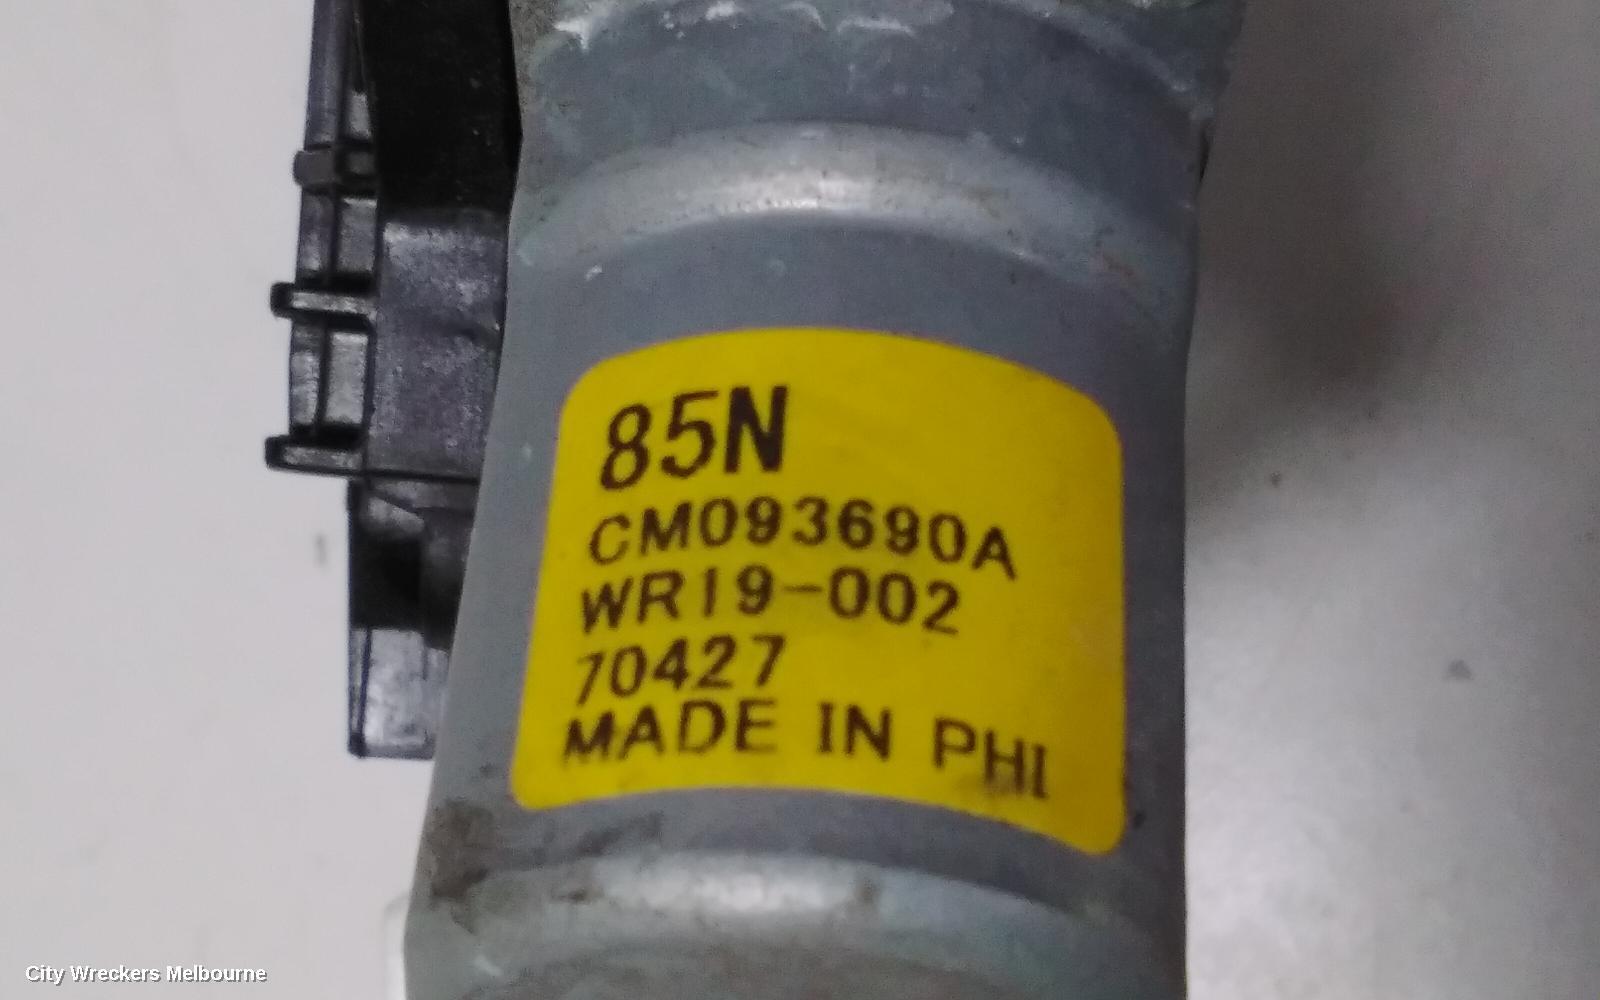 85N
CM093690A
WR19-002
70427
MADE IN PHI
City Wreckers Melbourne